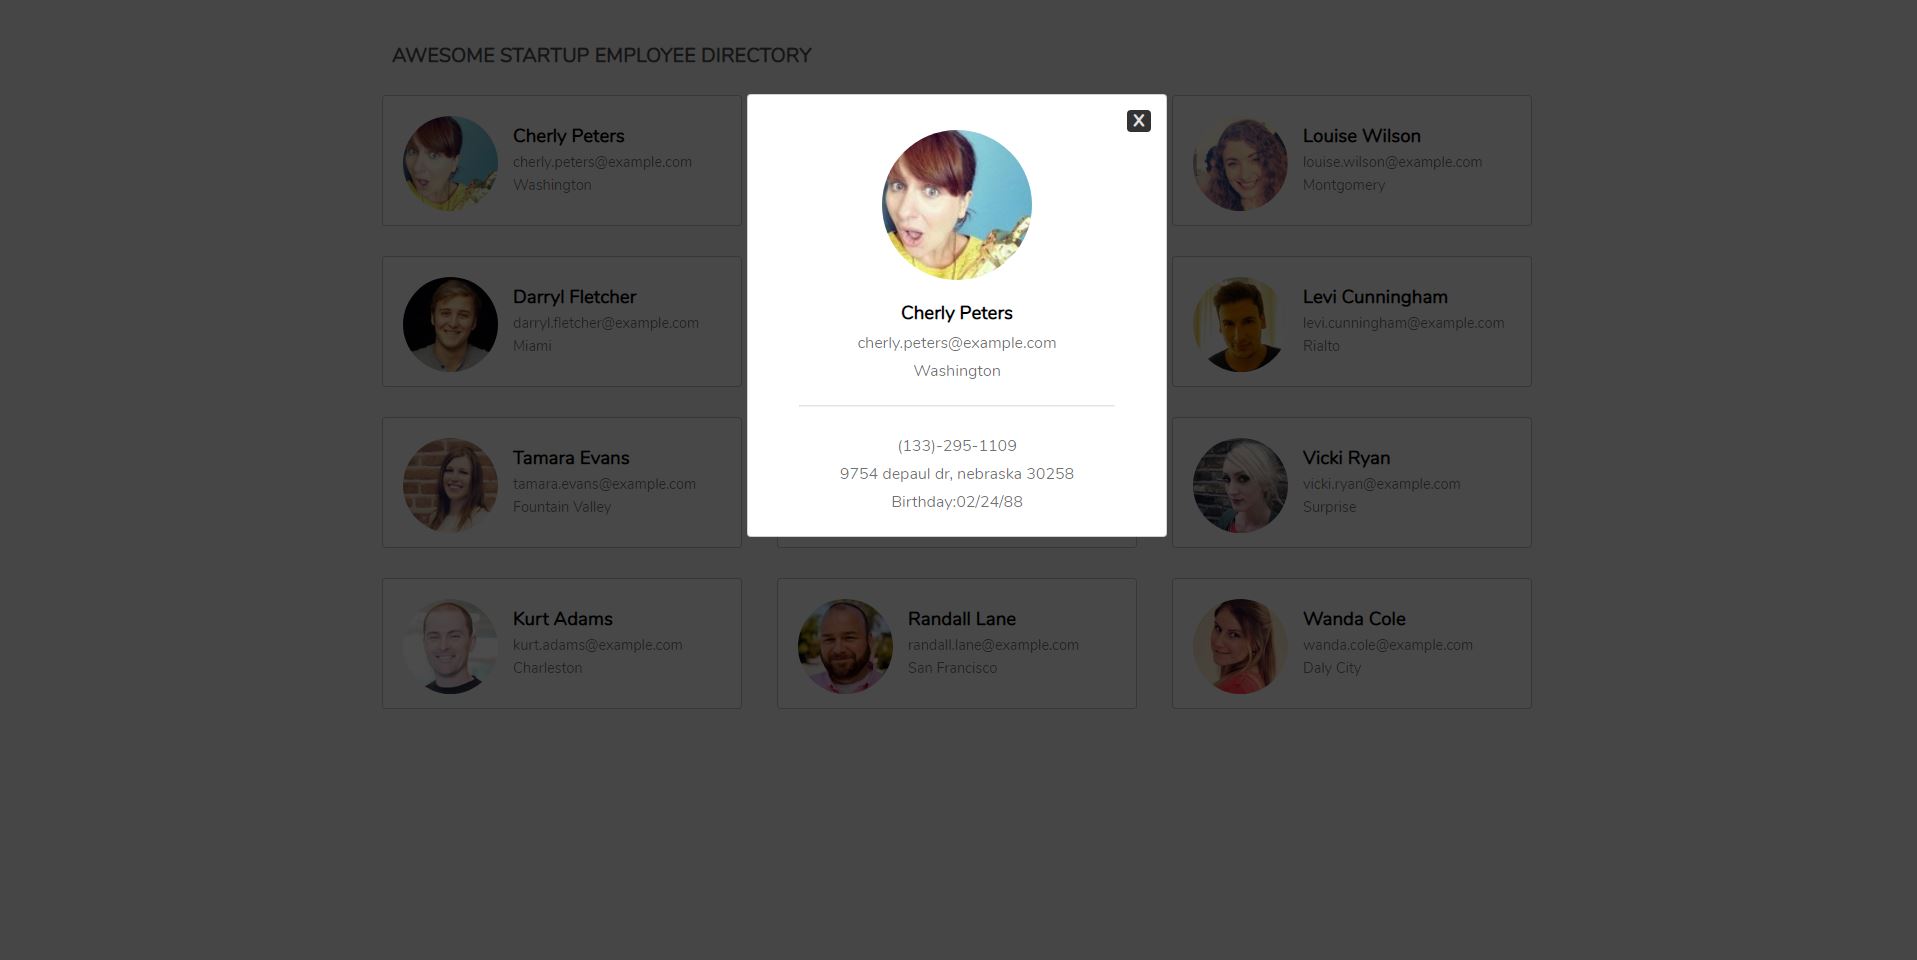 AWESOME STARTUP EMPLOYEE DIRECTORY
Cherly Peters
cherly.peters@example.com
Washington
X
Cherly Peters
cherly.peters@example.com
Washington
(133)-295-1109
9754 depaul dr, nebraska 30258
Birthday:02/24/88
Louise Wilson
louise.wilson@example.com
Montgomery
Darryl Fletcher
darryl.fletcher@example.com
Miami
Levi Cunningham
levi.cunningham@example.com
Rialto
Tamara Evans
tamara.evans@example.com
Fountain Valley
Vicki Ryan
vicki.ryan@example.com
Surprise
Kurt Adams
kurt.adams@example.com
Charleston
Randall Lane
randall.lane@example.com
San Francisco
Wanda Cole
wanda.cole@example.com
Daly City